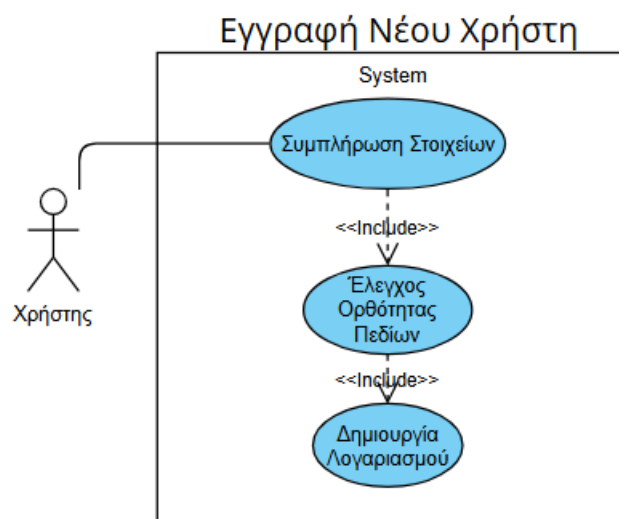 Εγγραφή Νέου Χρήστη
System
Συμπλήρωση Στοιχείων
<<Include>>
Έλεγχος
Ορθότητας
Πεδίων
Χρήστης
<<Include>>
Δημιουργία
Λογαριασμού